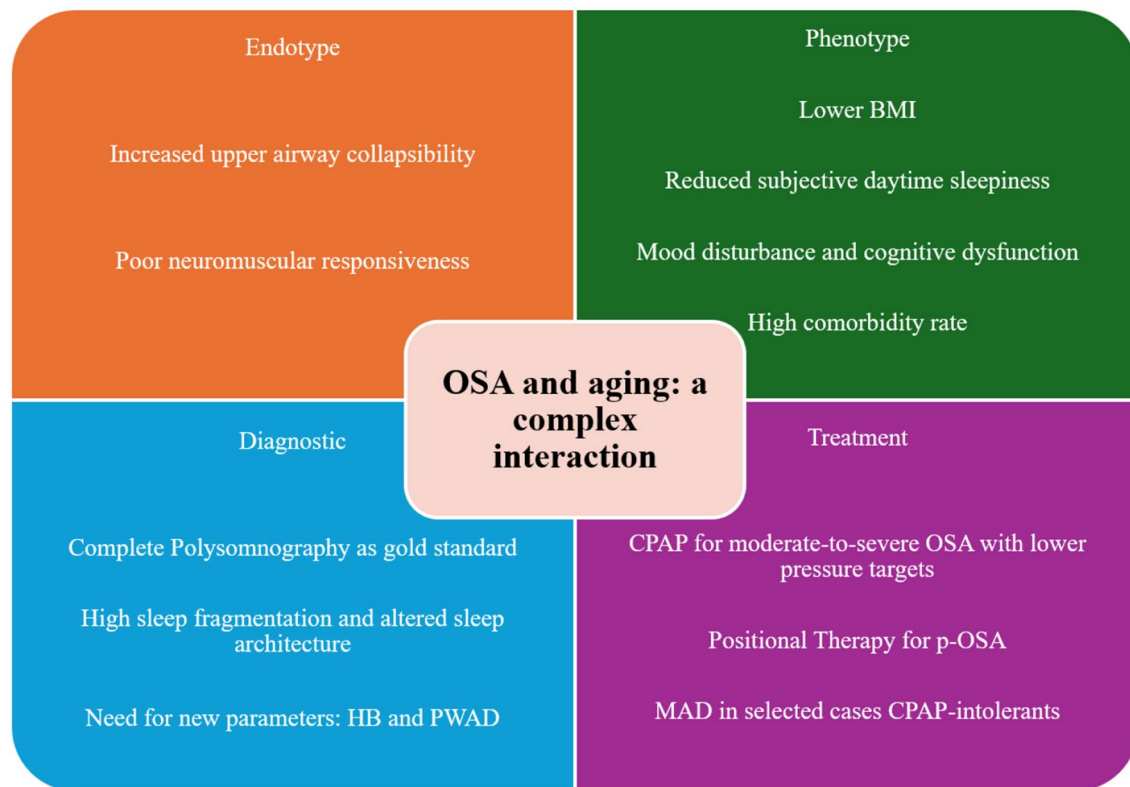 Endotype
Increased upper airway collapsibility
Poor neuromuscular responsiveness
Phenotype
Lower BMI
Reduced subjective daytime sleepiness
Mood disturbance and cognitive dysfunction
High comorbidity rate
OSA and aging: a
complex
interaction
Diagnostic
Complete Polysomnography as gold standard
High sleep fragmentation and altered sleep
architecture
Need for new parameters: HB and PWAD
Treatment
CPAP for moderate-to-severe OSA with lower
pressure targets
Positional Therapy for p-OSA
MAD in selected cases CPAP-intolerants